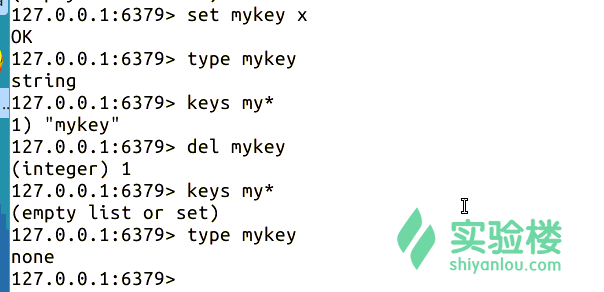 127.0.0.1:6379> set mykey x
OK
127.0.0.1:6379> type mykey
string
127.0.0.1:6379> keys my*
1) "mykey"
127.0.0.1:6379> del mykey
(integer) 1
127.0.0.1:6379> keys my*
(empty list or set)
127.0.0.1:6379> type mykey
none
127.0.0.1:6379>
实验楼
shiyanlou.com